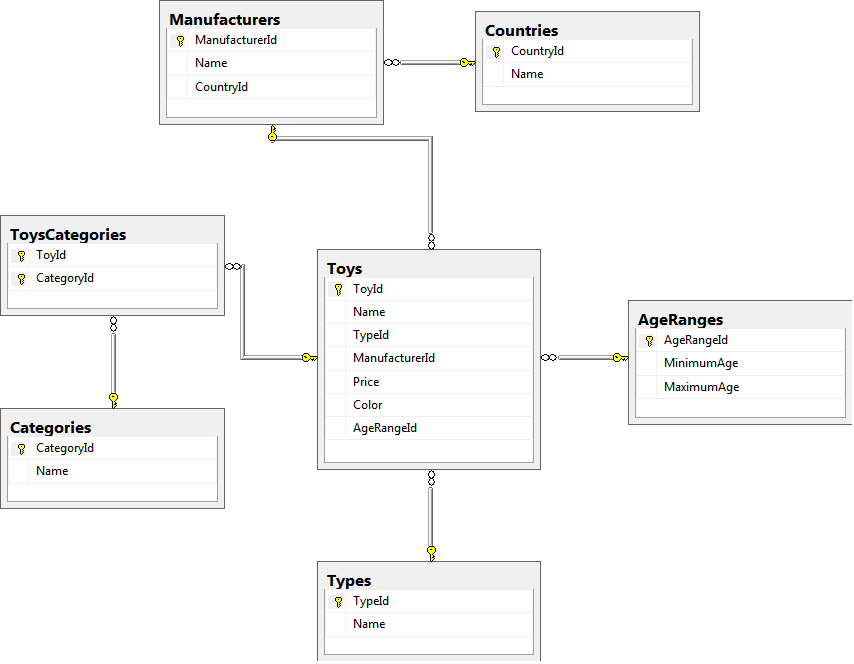 Manufacturers
ManufacturerId
Name
CountryId
Countries
CountryId
Name
ToysCategories
ToyId
CategoryId
Toys
ToyId
Name
TypeId
ManufacturerId
Price
Color
AgeRangeId
AgeRanges
AgeRangeId
MinimumAge
MaximumAge
Categories
CategoryId
Name
Types
TypeId
Name